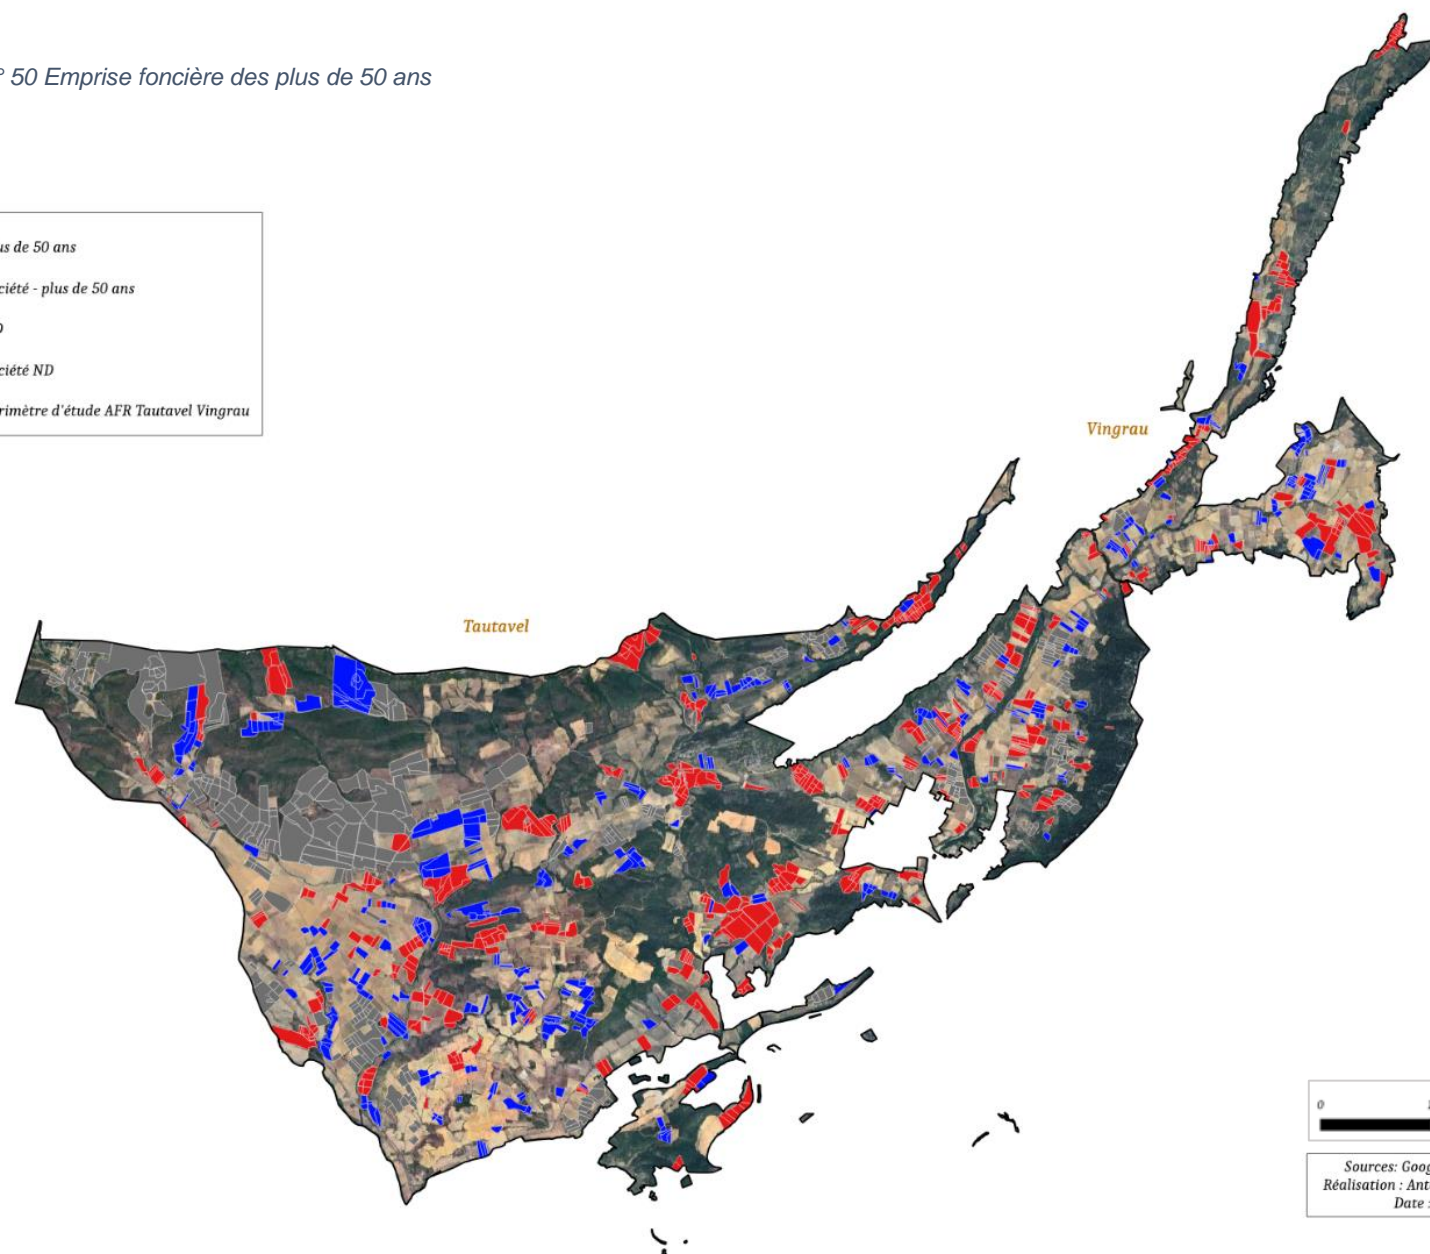 ° 50 Emprise foncière des plus de 50 ans
us de 50 ans
ciété - plus de 50 ans
ciété ND
rimètre d'étude AFR Tautavel Vingrau
Vingrau
Tautavel
0
Sources: Goog
Réalisation : Ant
Date :